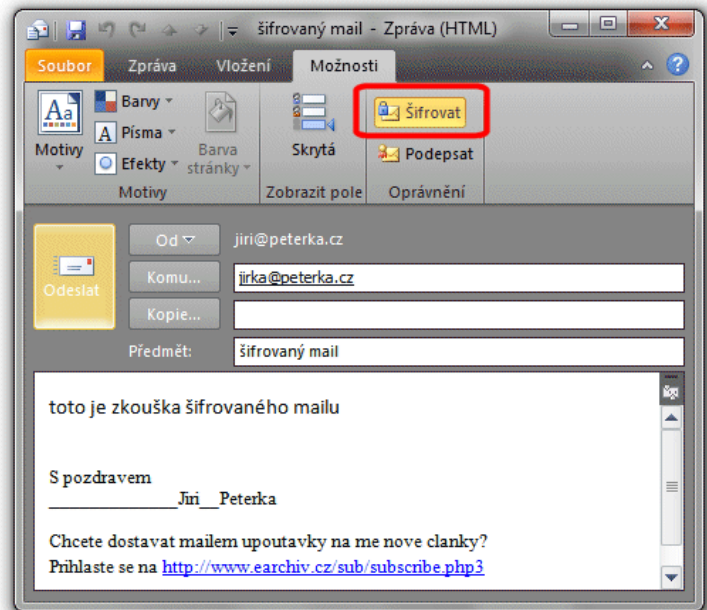 šifrovaný mail - Zpráva (HTML)
Soubor Zpráva Vložení Možnosti
Motivy
Barvy
Písma
Efekty
Barva
stránky
Motivy
Skrytá
Zobrazit pole
Šifrovat
Podepsat
Oprávnění
Odeslat
Od jiri@peterka.cz
Komu... jirka@peterka.cz
Kopie...
Předmět: šifrovaný mail
toto je zkouška šifrovaného mailu
S pozdravem
_____________Jiri__Peterka
Chcete dostavat mailem upoutavky na me nove clanky?
Prihlaste se na http://www.earchiv.cz/sub/subscribe.php3